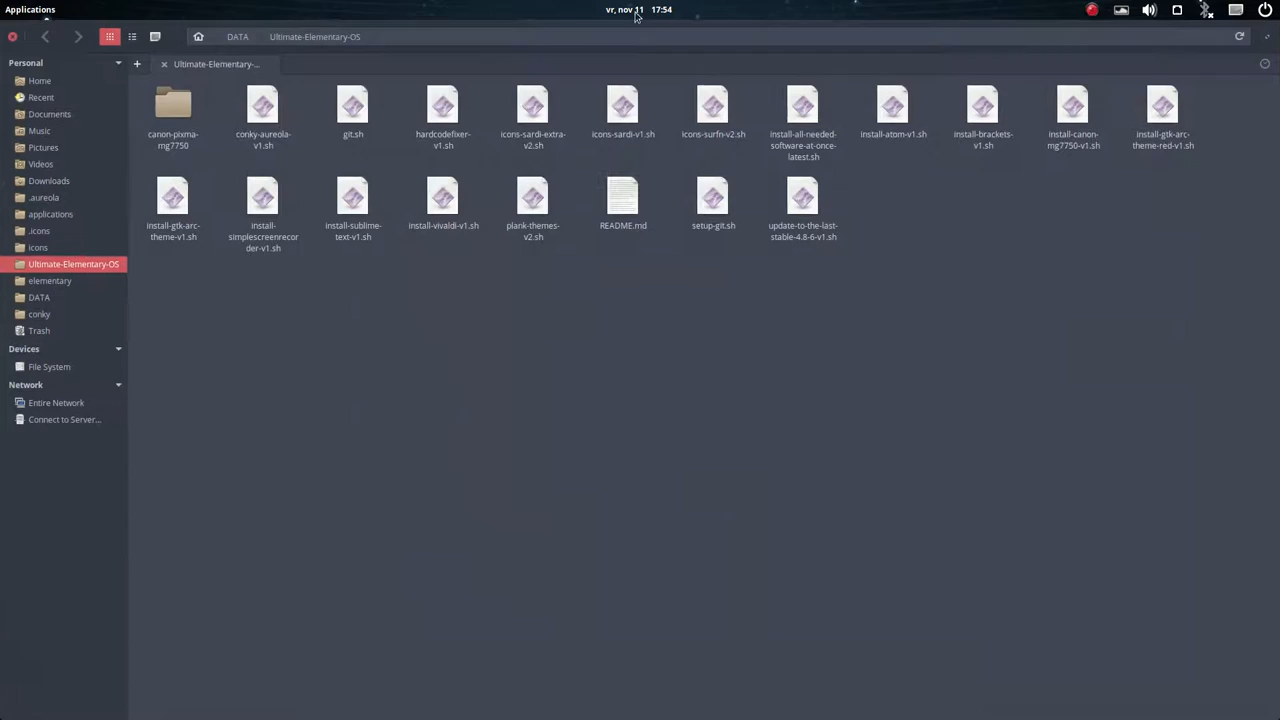 Applications
vr, nov 11 17:54
DATA
Ultimate-Elementary-OS
Ultimate-Elementary-...
Personal
Home
Recent
Documents
Music
Pictures
Videos
Downloads
.aureola
applications
.icons
icons
Ultimate-Elementary-OS
elementary
DATA
conky
Trash
Devices
File System
Network
Entire Network
Connect to Server...
canon-pixma-
mg7750
conky-aureola-
v1.sh
git.sh
hardcodefixer-
v1.sh
icons-sardi-extra-
v2.sh
icons-sardi-v1.sh
icons-surfn-v2.sh
install-all-needed-
software-at-once-
latest.sh
install-atom-v1.sh
install-brackets-
v1.sh
install-canon-
mg7750-v1.sh
install-gtk-arc-
theme-red-v1.sh
install-gtk-arc-
theme-v1.sh
install-
simplescreenrecor
der-v1.sh
install-sublime-
text-v1.sh
install-vivaldi-v1.sh
plank-themes-
v2.sh
README.md
setup-git.sh
update-to-the-last-
stable-4.8-6-v1.sh